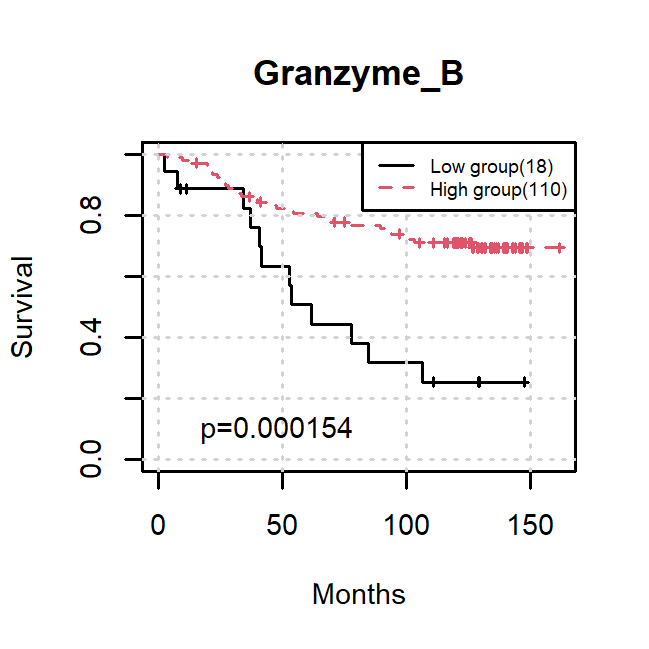 Granzyme_B
Low group(18)
High group(110)
Survival
0.8
0.4
0.0
p=0.000154
0 50 100 150
Months